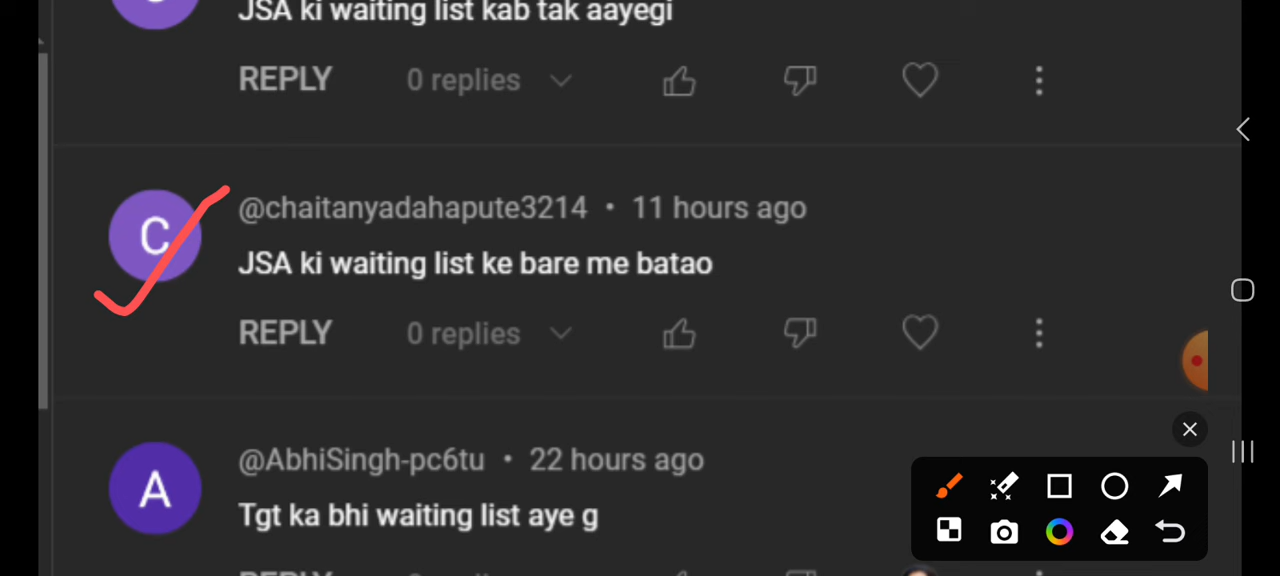 JSA ki waiting list kab tak aayegi
REPLY 0 replies
C
@chaitanyadahapute3214 • 11 hours ago
JSA ki waiting list ke bare me batao
REPLY 0 replies
A
@AbhiSingh-pc6tu • 22 hours ago
Tgt ka bhi waiting list aye g